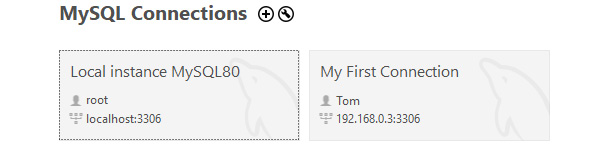 MySQL Connections
Local instance MySQL80
root
localhost:3306
My First Connection
Tom
192.168.0.3:3306